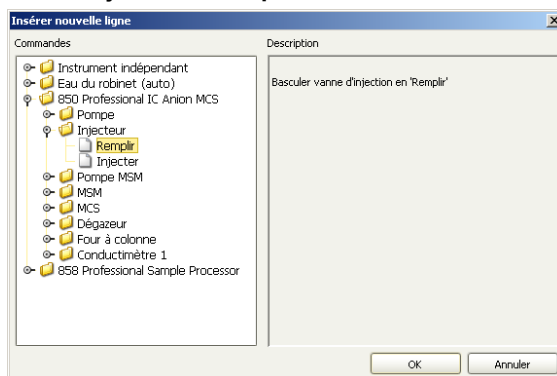 Insérer nouvelle ligne
Commandes
Description
Instrument indépendant
Eau du robinet (auto)
850 Professional IC Anion MCS
Pompe
Injecteur
Remplir
Injecter
Pompe MSM
MSM
MCS
Dégazeur
Four à colonne
Conductimètre 1
858 Professional Sample Processor
Basculer vanne d'injection en 'Remplir'
OK
Annuler